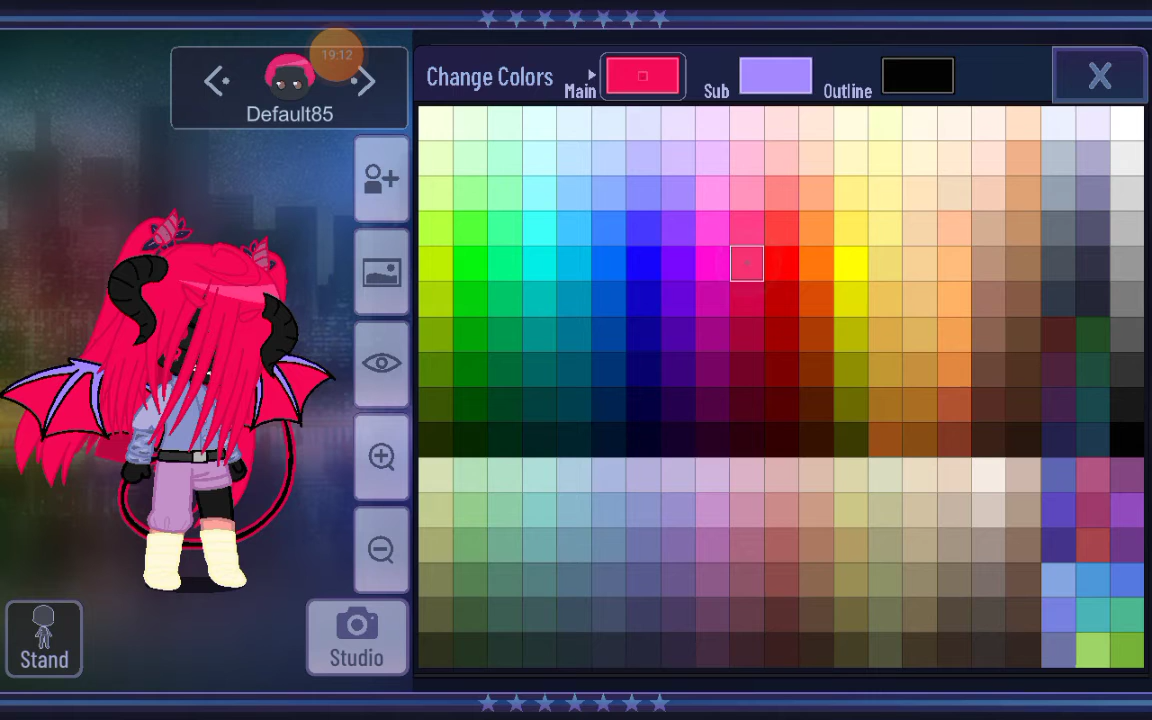 19:12
Default85
Change Colors
Main
Sub
Outline
X
Stand
Studio